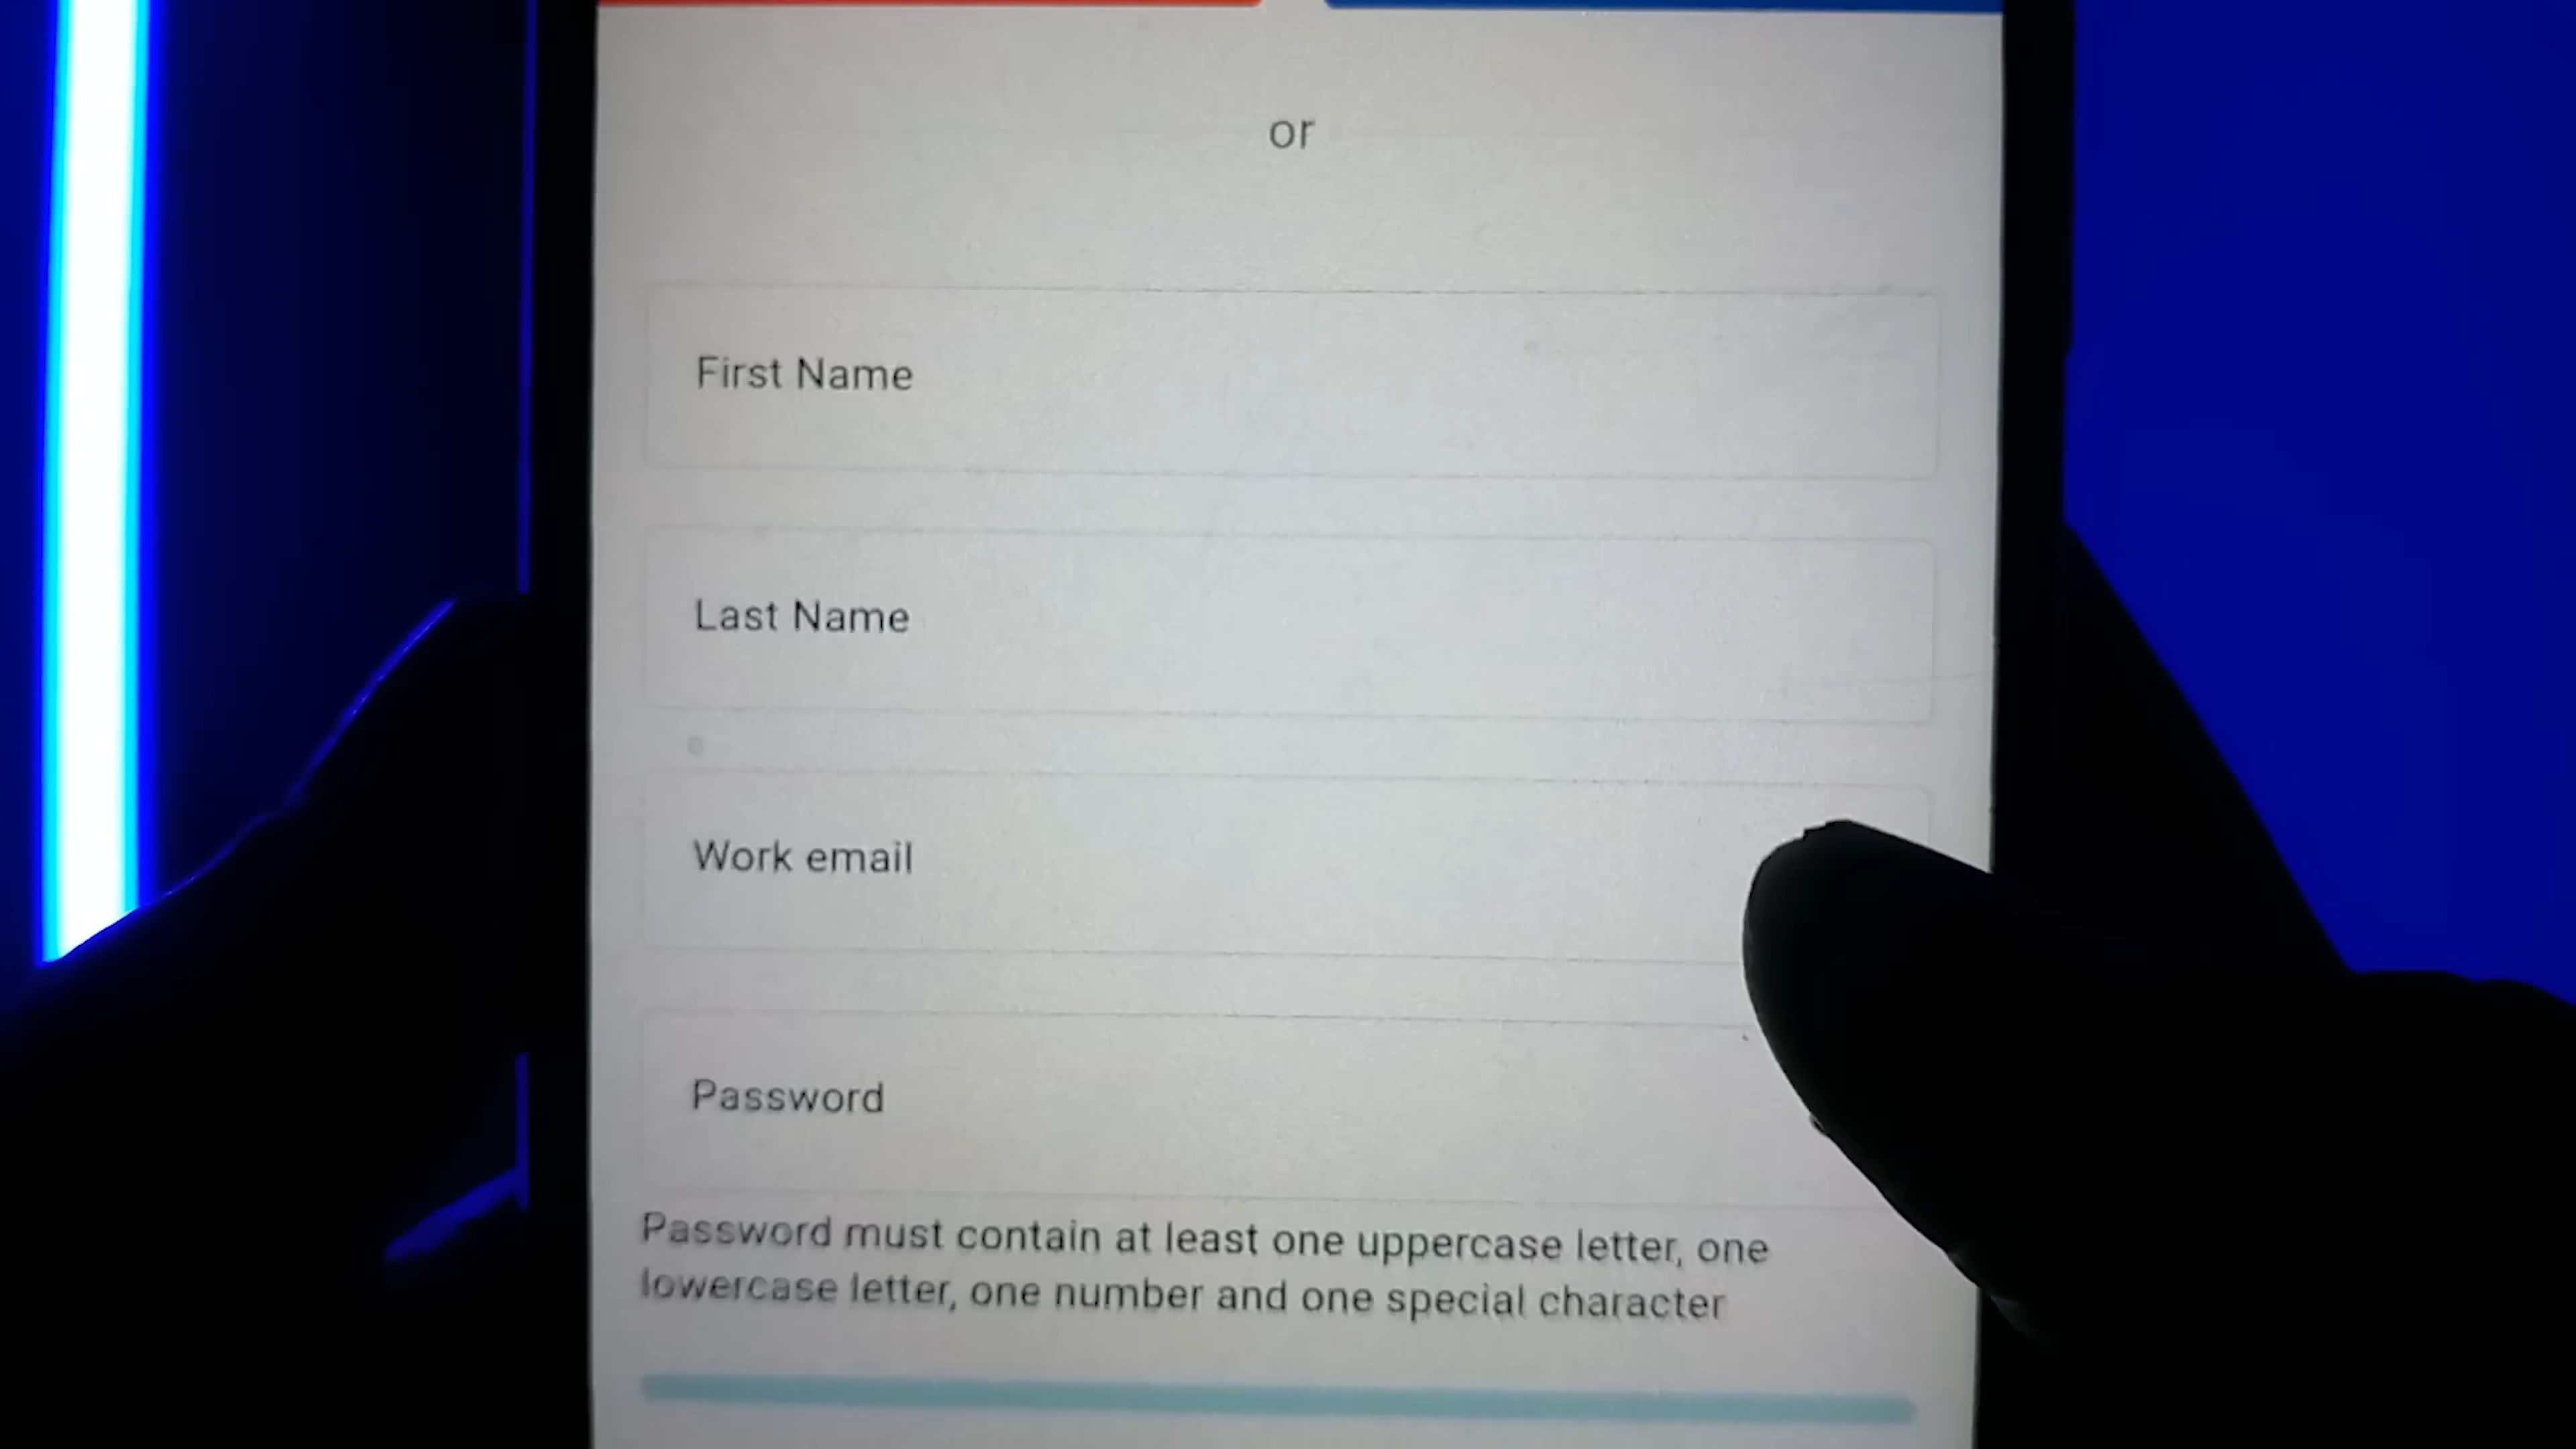 or
First Name
Last Name
Work email
Password
Password must contain at least one uppercase letter, one
lowercase letter, one number and one special character